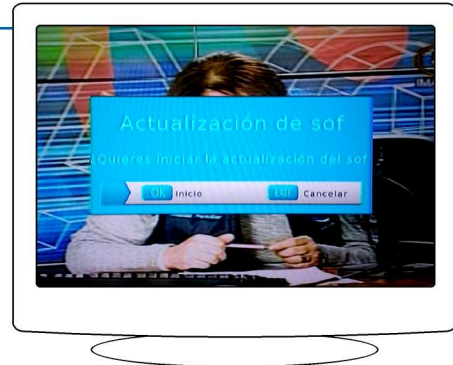 Actualización de sof
¿Quieres iniciar la actualización del sof
OK Inicio EXIT Cancelar